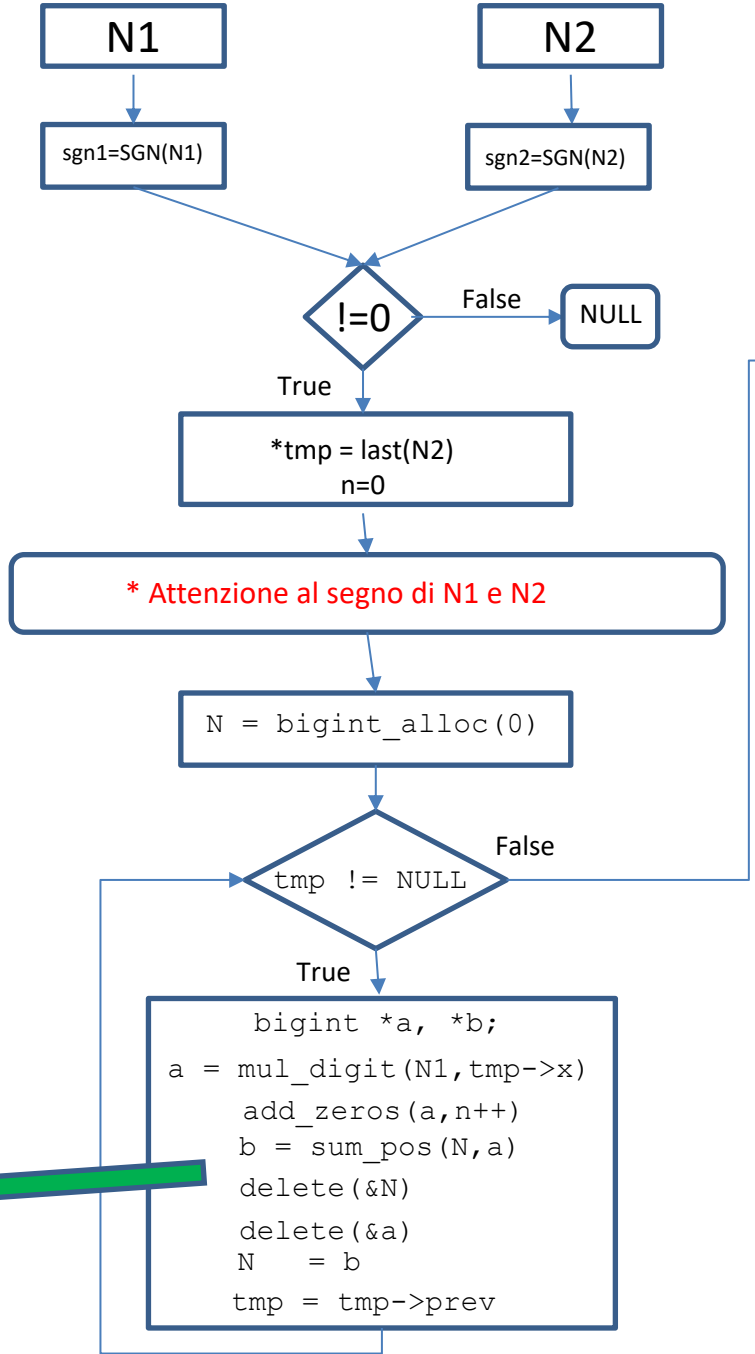 N1
N2
sgn1=SGN(N1)
sgn2=SGN(N2)
!=0
False
NULL
True
*tmp = last(N2)
n=0
* Attenzione al segno di N1 e N2
N = bigint_alloc(0)
False
tmp != NULL
True
bigint *a, *b;
a = mul_digit(N1,tmp->x)
add_zeros(a,n++)
b = sum_pos(N,a)
delete(&N)
delete(&a)
N = b
tmp = tmp->prev